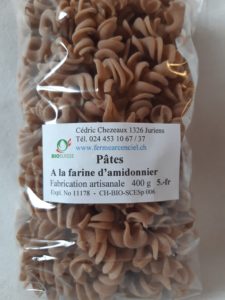 Cédric Chezeaux 1326 Juriens
Tél. 024 453 10 67 / 37
www.fermearcenciel.ch
BIOSUISSE
Pâtes
A la farine d'amidonnier
Fabrication artisanale 400 g 5.-fr
Expl. No 11178 - CH-BIO-SCESp 006